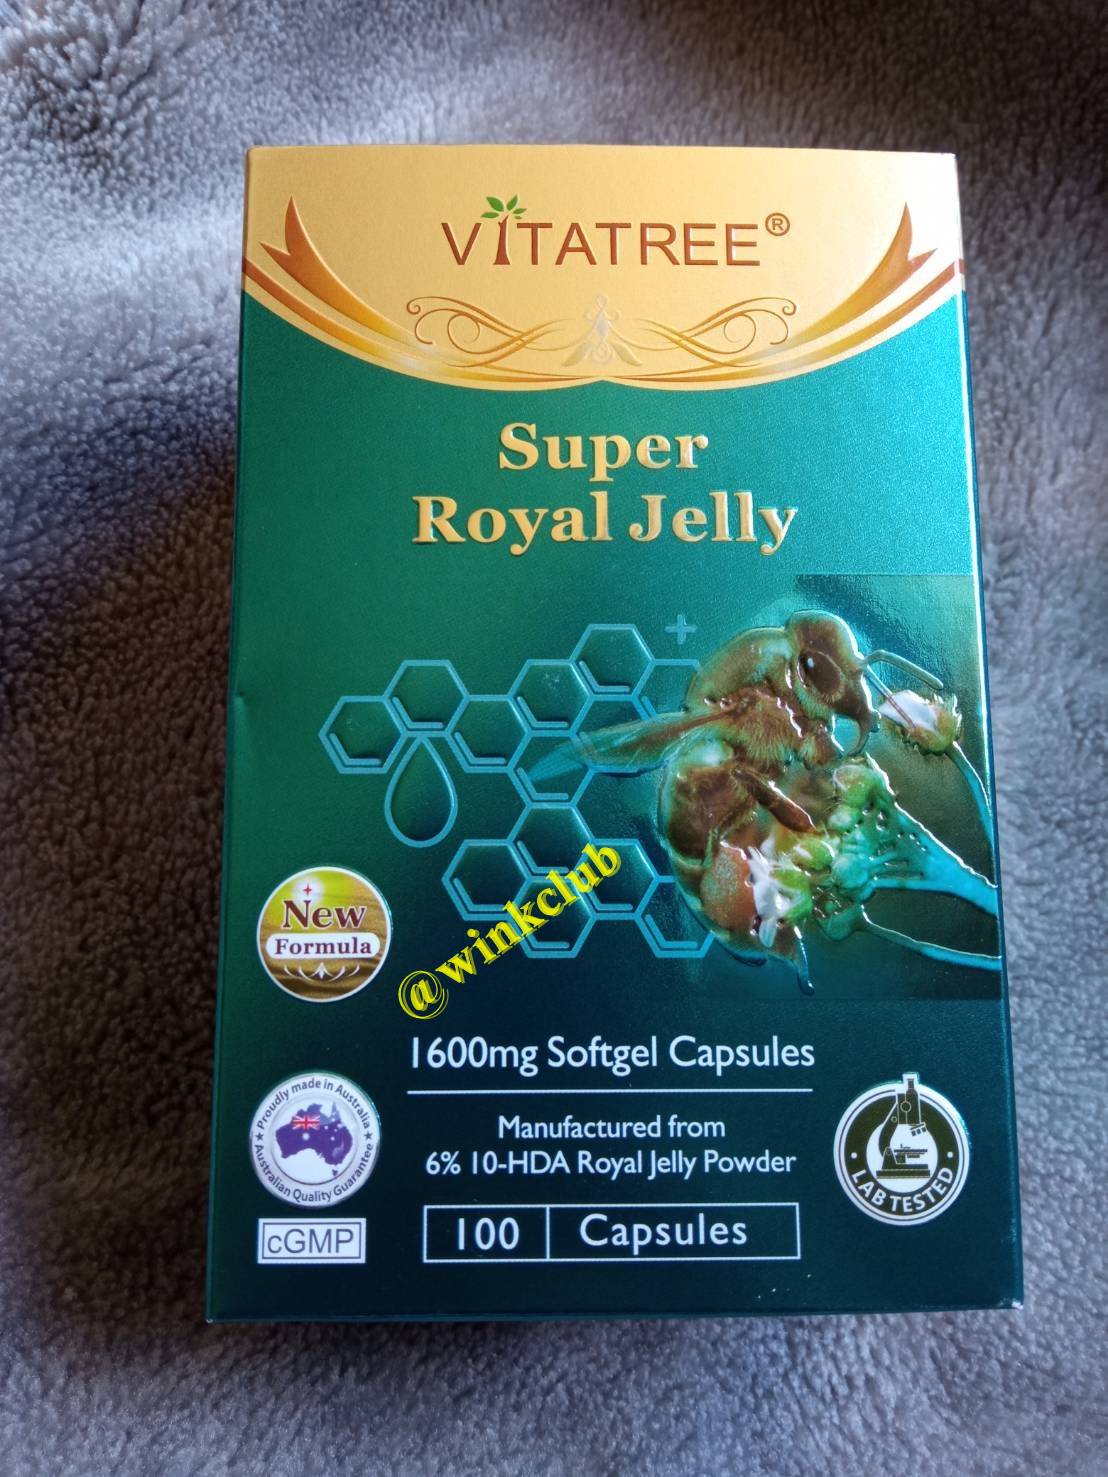 VITATREE®
Super
Royal Jelly
New
Formula
@winkclub
1600mg Softgel Capsules
Proudly made in Australia
★ Australian Quality Guarantee ★
Manufactured from
6% 10-HDA Royal Jelly Powder
• LAB TESTED •
cGMP
100 Capsules